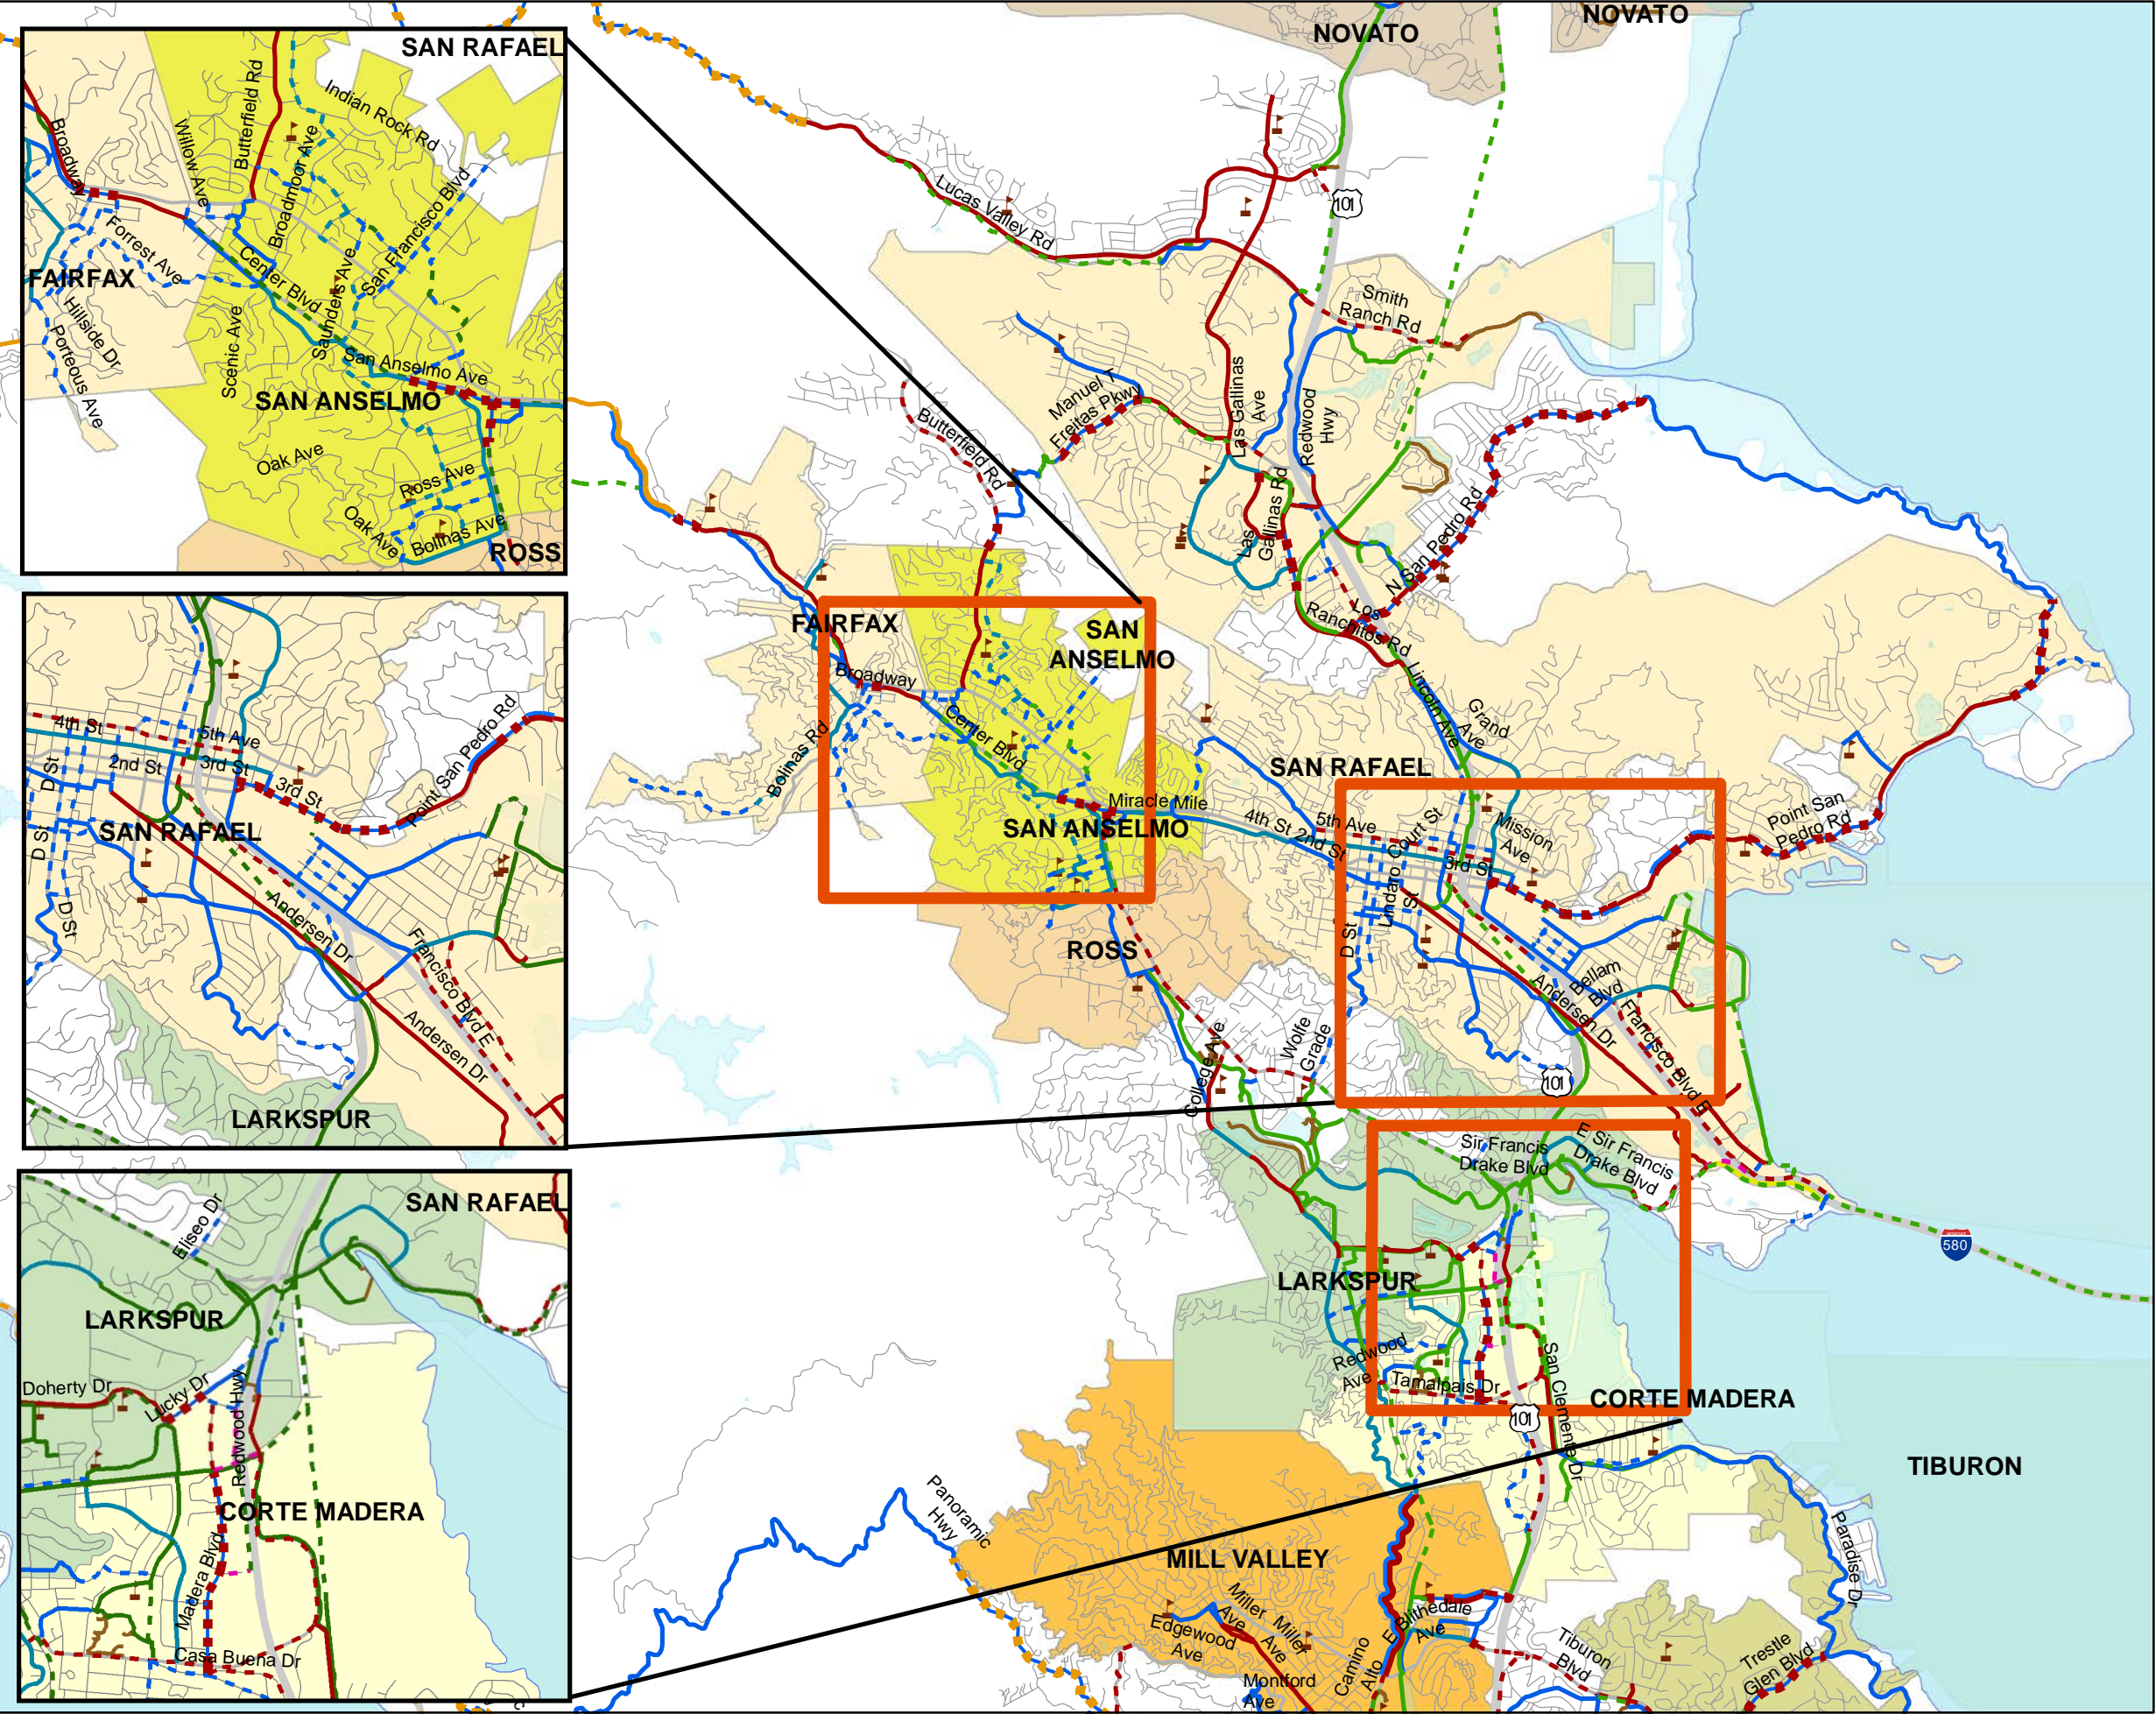 SAN RAFAEL
Indian Rock Rd
Butterfield Rd
Willow Ave
Broadway
Broadmoor Ave
San Francisco Blvd
Forrest Ave
FAIRFAX
Center Blvd
Saunders Ave
Hillside Dr
Porteous Ave
Scenic Ave
San Anselmo Ave
SAN ANSELMO
Oak Ave
Ross Ave
Oak Ave
Bolinas Ave
ROSS
4th St
5th Ave
2nd St
3rd St
3rd St
D St
D St
D St
Point San Pedro Rd
SAN RAFAEL
Andersen Dr
Francisco Blvd E
Andersen Dr
LARKSPUR
SAN RAFAEL
Eliseo Dr
LARKSPUR
Doherty Dr
Lucky Dr
Redwood Hwy
CORTE MADERA
Madera Blvd
Casa Buena Dr
NOVATO
NOVATO
101
Lucas Valley Rd
Smith
Ranch Rd
Manuel T
Freitas Pkwy
Las Gallinas
Ave
Redwood
Hwy
Butterfield Rd
Las
Gallinas Rd
N San Pedro Rd
Los
Ranchitos Rd
Lincoln Ave
Grand
Ave
FAIRFAX
SAN
ANSELMO
Broadway
Center Blvd
Bolinas Rd
Miracle Mile
SAN ANSELMO
SAN RAFAEL
4th St
2nd St
5th Ave
Court St
Lindaro
St
3rd St
Mission
Ave
Point San
Pedro Rd
D St
ROSS
Bellam
Blvd
Andersen Dr
Francisco Blvd E
Wolfe
Grade
College Ave
101
Sir Francis
Drake Blvd
E Sir Francis
Drake Blvd
580
LARKSPUR
Redwood
Ave
Tamalpais Dr
San Clemente Dr
101
CORTE MADERA
TIBURON
Panoramic
Hwy
MILL VALLEY
Paradise Dr
Miller
Ave
Miller
Ave
Edgewood
Ave
Montford
Ave
Camino
Alto
E Blithedale
Ave
Tiburon
Blvd
Trestle
Glen Blvd